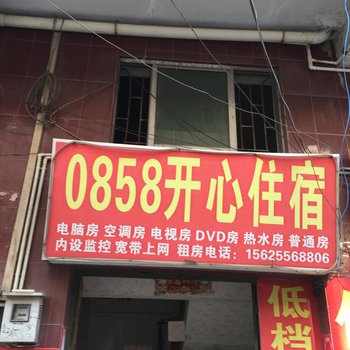 0858开心住宿
电脑房 空调房 电视房 DVD房 热水房 普通房
内设监控 宽带上网 租房电话：15625568806
低档